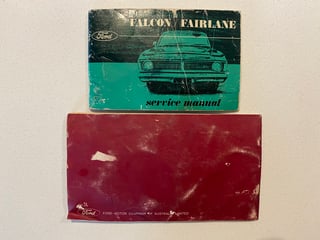 FALCON / FAIRLANE
Ford
service manual
Ford
FORD MOTOR COMPANY OF AUSTRALIA LIMITED